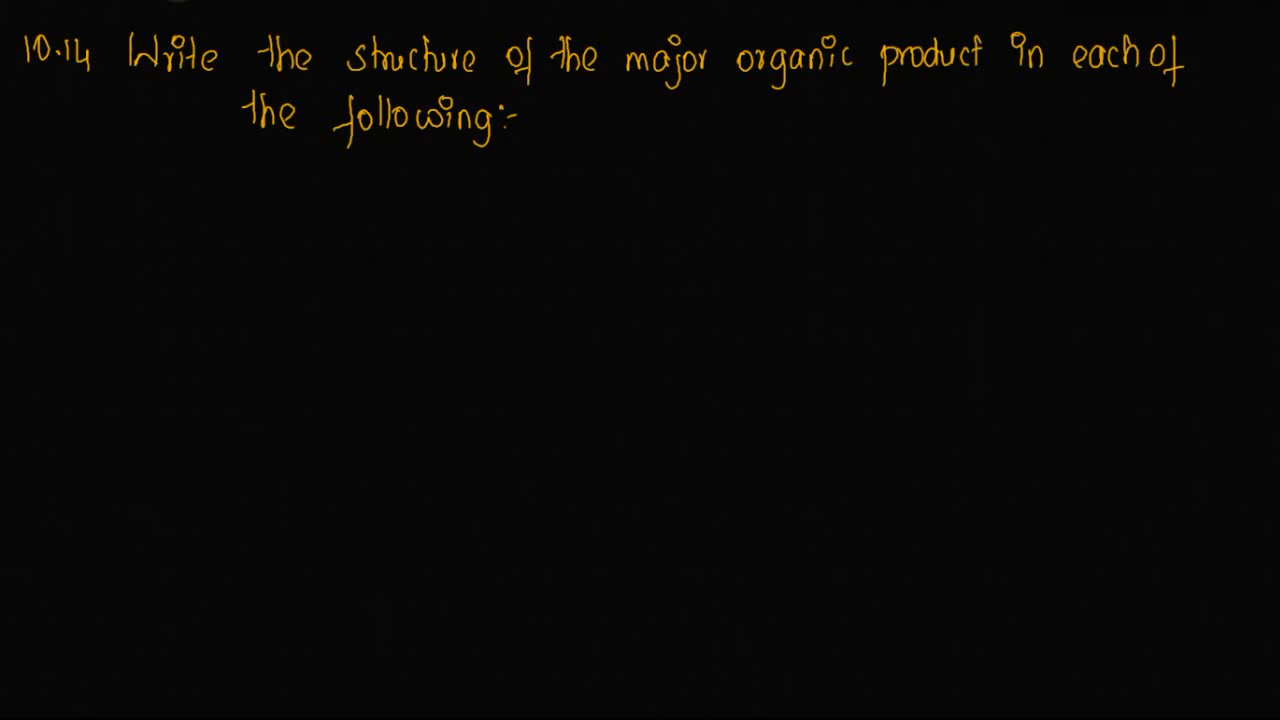 10.14 Write the structure of the major organic product in each of
the following:-